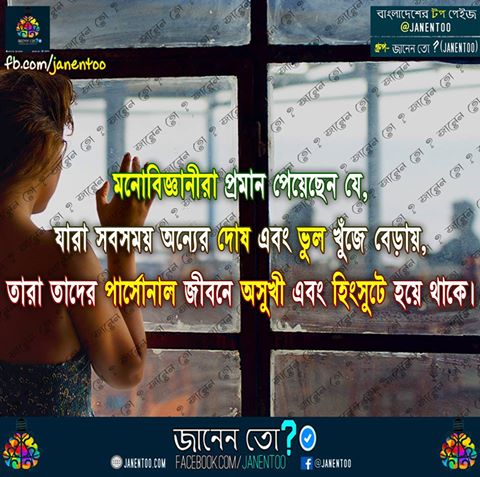 জানেন তো?
fb.com/janentoo
বাংলাদেশের টপ পেইজ
@JANENTOO
গ্রুপ- জানেন তো ? (JANENTOO)
মনোবিজ্ঞানীরা প্রমান পেয়েছেন যে,
যারা সবসময় অন্যের দোষ এবং ভুল খুঁজে বেড়ায়,
তারা তাদের পার্সোনাল জীবনে অসুখী এবং হিংসুটে হয়ে থাকে।
জানেন তো?
JANENTOO.COM FACEBOOK.COM/JANENTOO @JANENTOO